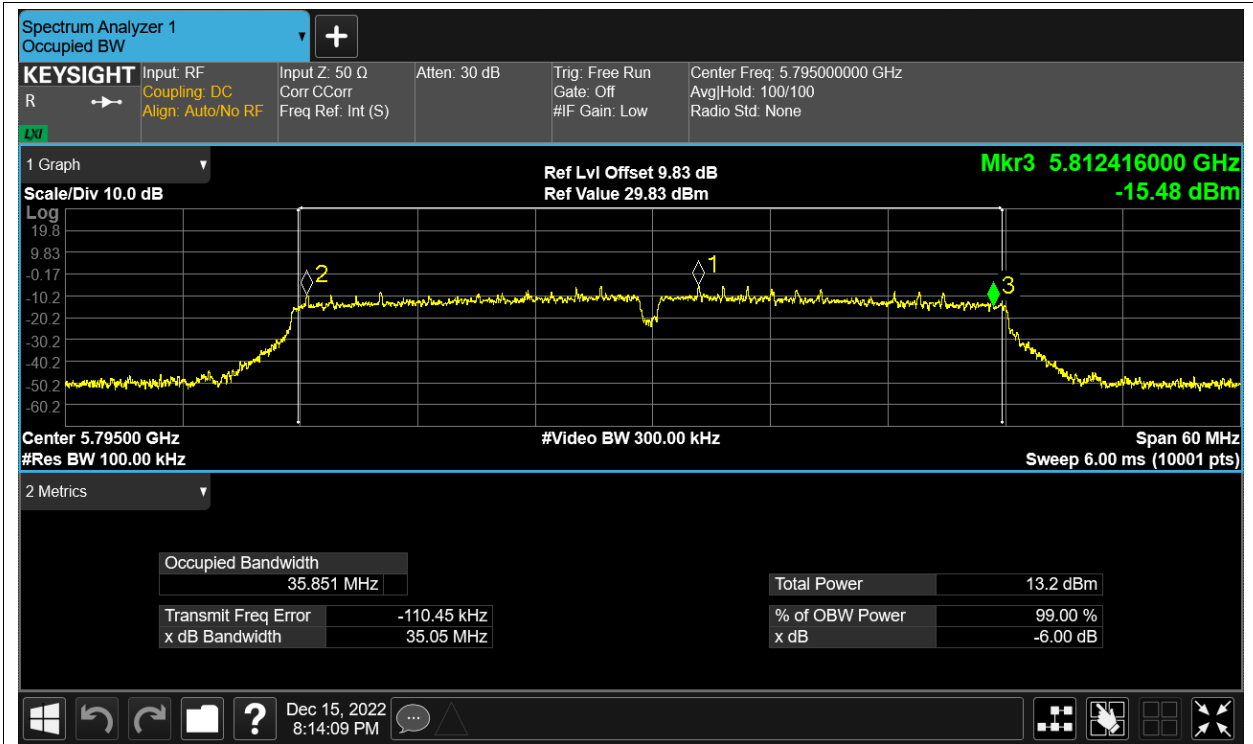 Spectrum Analyzer 1
Occupied BW
KEYSIGHT
R
LXI
Input: RF
Coupling: DC
Align: Auto/No RF
Input Z: 50 Ω
Corr CCorr
Freq Ref: Int (S)
Atten: 30 dB
Trig: Free Run
Gate: Off
#IF Gain: Low
Center Freq: 5.795000000 GHz
Avg|Hold: 100/100
Radio Std: None
1 Graph
Scale/Div 10.0 dB
Ref Lvl Offset 9.83 dB
Ref Value 29.83 dBm
Mkr3 5.812416000 GHz
-15.48 dBm
Log
19.8
9.83
-0.17
-10.2
-20.2
-30.2
-40.2
-50.2
-60.2
2
1
3
Center 5.79500 GHz
#Video BW 300.00 kHz
Span 60 MHz
#Res BW 100.00 kHz
Sweep 6.00 ms (10001 pts)
2 Metrics
Occupied Bandwidth
35.851 MHz
Transmit Freq Error -110.45 kHz
x dB Bandwidth 35.05 MHz
Total Power 13.2 dBm
% of OBW Power 99.00 %
x dB -6.00 dB
?
Dec 15, 2022
8:14:09 PM